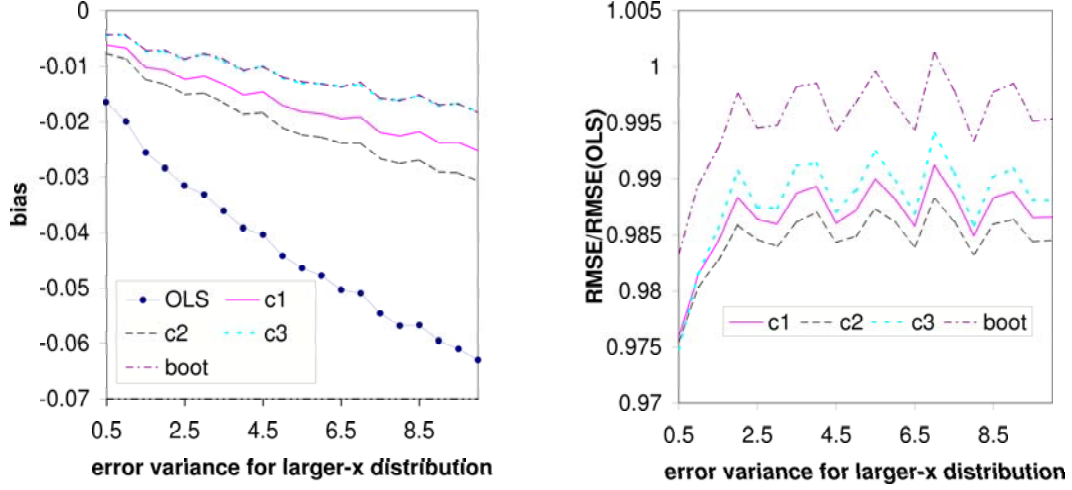 0
-0.01
-0.02
-0.03
-0.04
-0.05
-0.06
-0.07
bias
OLS c1
c2 c3
boot
0.5 2.5 4.5 6.5 8.5
error variance for larger-x distribution
1.005
1
0.995
0.99
0.985
0.98
0.975
0.97
RMSE/RMSE(OLS)
c1 c2 c3 boot
0.5 2.5 4.5 6.5 8.5
error variance for larger-x distribution